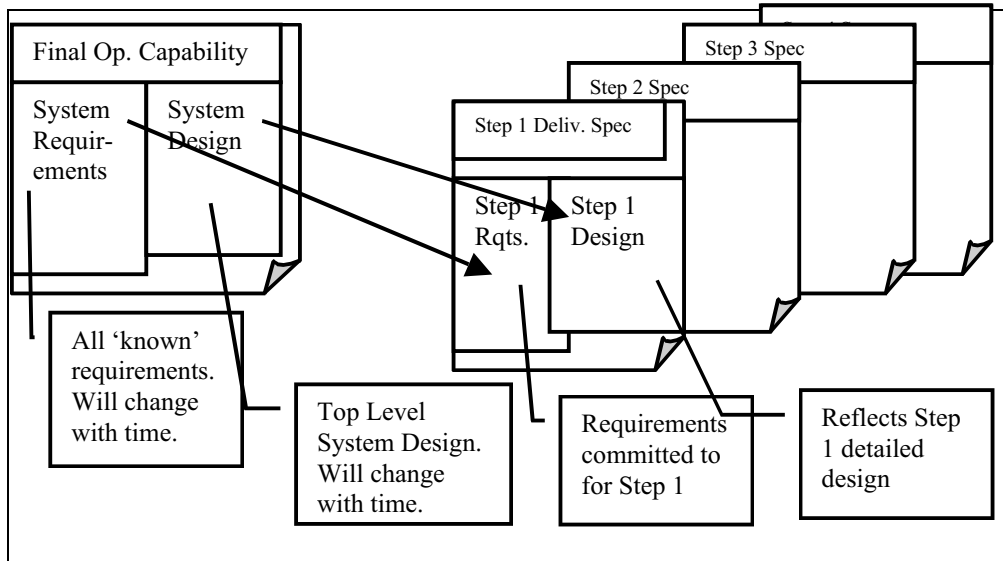 Final Op. Capability
System
Requir-
ements
System
Design
Step 3 Spec
Step 2 Spec
Step 1 Deliv. Spec
Step 1
Rqts.
Step 1
Design
All ‘known’
requirements.
Will change
with time.
Top Level
System Design.
Will change
with time.
Requirements
committed to
for Step 1
Reflects Step
1 detailed
design